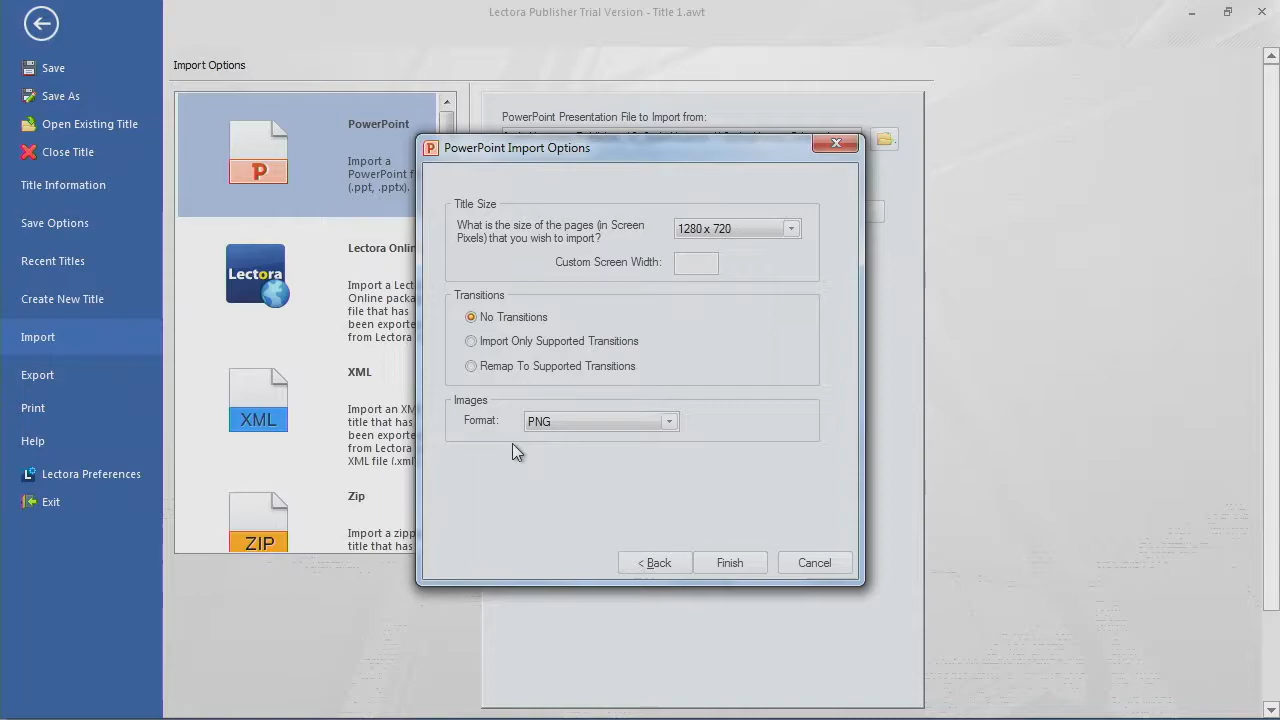 Lectora Publisher Trial Version - Title 1.awt
Save
Save As
Open Existing Title
Close Title
Title Information
Save Options
Recent Titles
Create New Title
Import
Export
Print
Help
Lectora Preferences
Exit
Import Options
P
PowerPoint
Import a
PowerPoint f
(.ppt, .pptx).
Lectora
Lectora Onlin
Import a Lect
Online packa
file that has
been exporte
from Lectora
XML
XML
Import an XM
title that has
been exporte
from Lectora
XML file (.xml
ZIP
Zip
Import a zipp
title that has
PowerPoint Presentation File to Import from:
P
PowerPoint Import Options
Title Size
What is the size of the pages (in Screen
Pixels) that you wish to import?
1280 x 720
Custom Screen Width:
Transitions
No Transitions
Import Only Supported Transitions
Remap To Supported Transitions
Images
Format:
PNG
< Back
Finish
Cancel